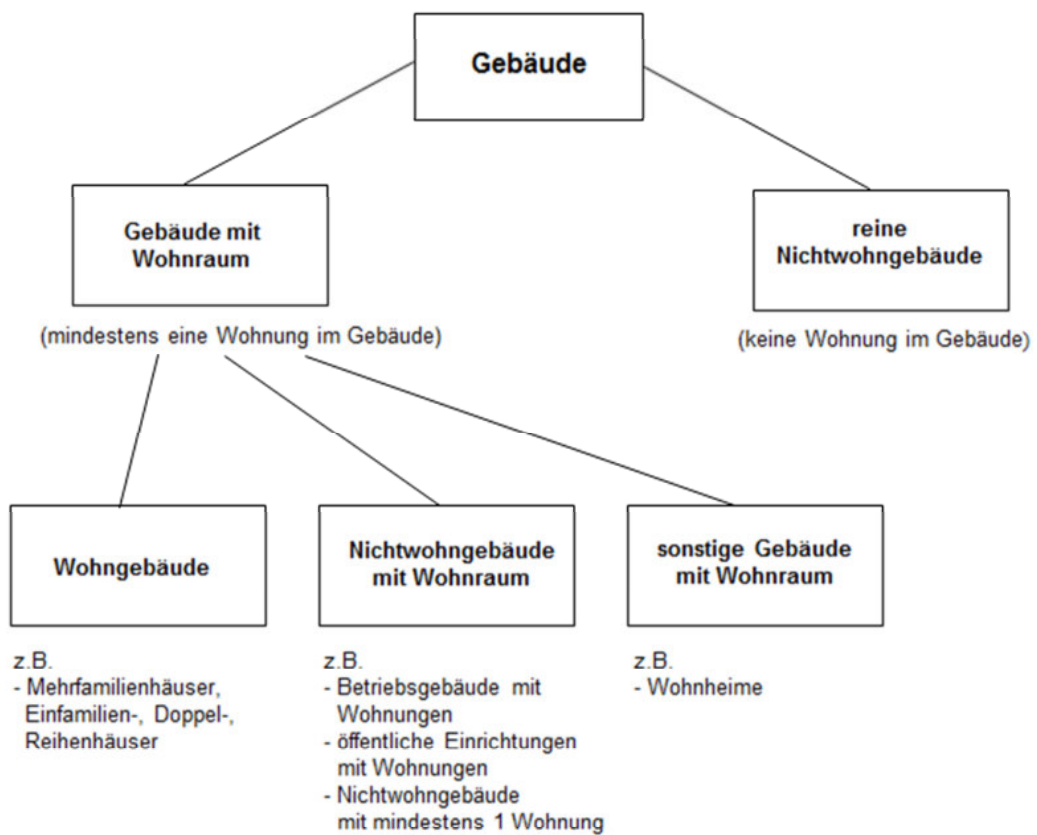 Gebäude
Gebäude mit
Wohnraum
reine
Nichtwohngebäude
(mindestens eine Wohnung im Gebäude)
(keine Wohnung im Gebäude)
Wohngebäude
Nichtwohngebäude
mit Wohnraum
sonstige Gebäude
mit Wohnraum
z.B.
- Mehrfamilienhäuser,
Einfamilien-, Doppel-,
Reihenhäuser
z.B.
- Betriebsgebäude mit
Wohnungen
- öffentliche Einrichtungen
mit Wohnungen
- Nichtwohngebäude
mit mindestens 1 Wohnung
z.B.
- Wohnheime